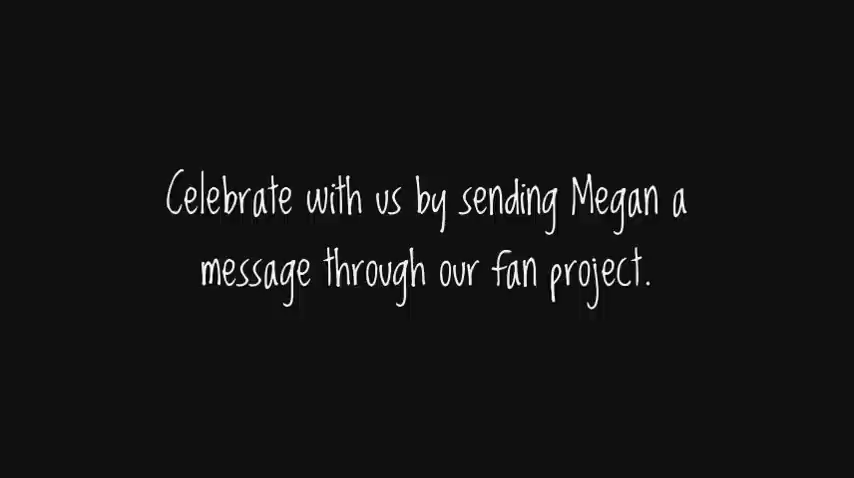 Celebrate with us by sending Megan a
message through our fan project.